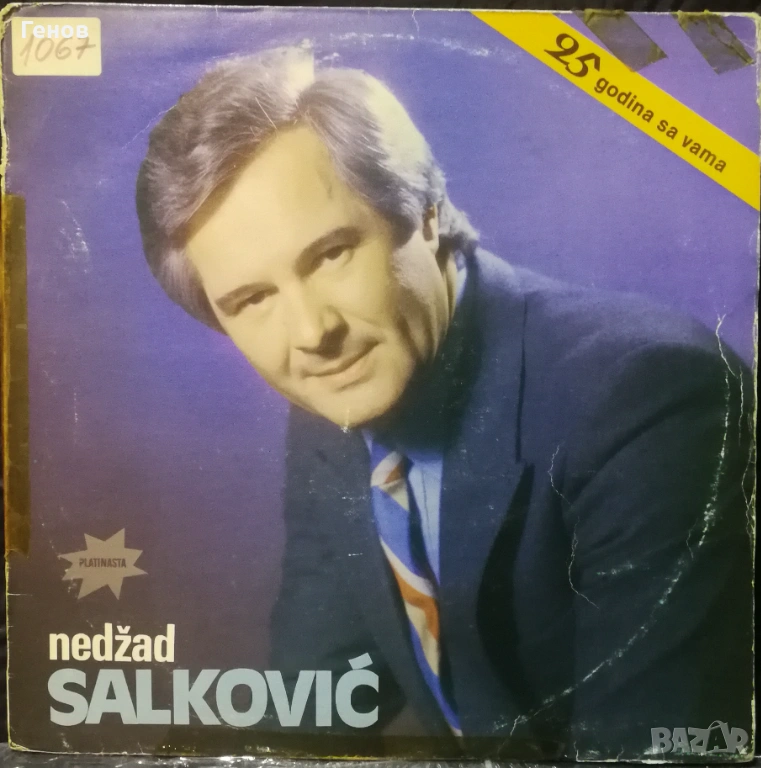 Генов
1067
25 godina sa vama
PLATINASTA
nedžad
SALKOVIĆ
BAZAR